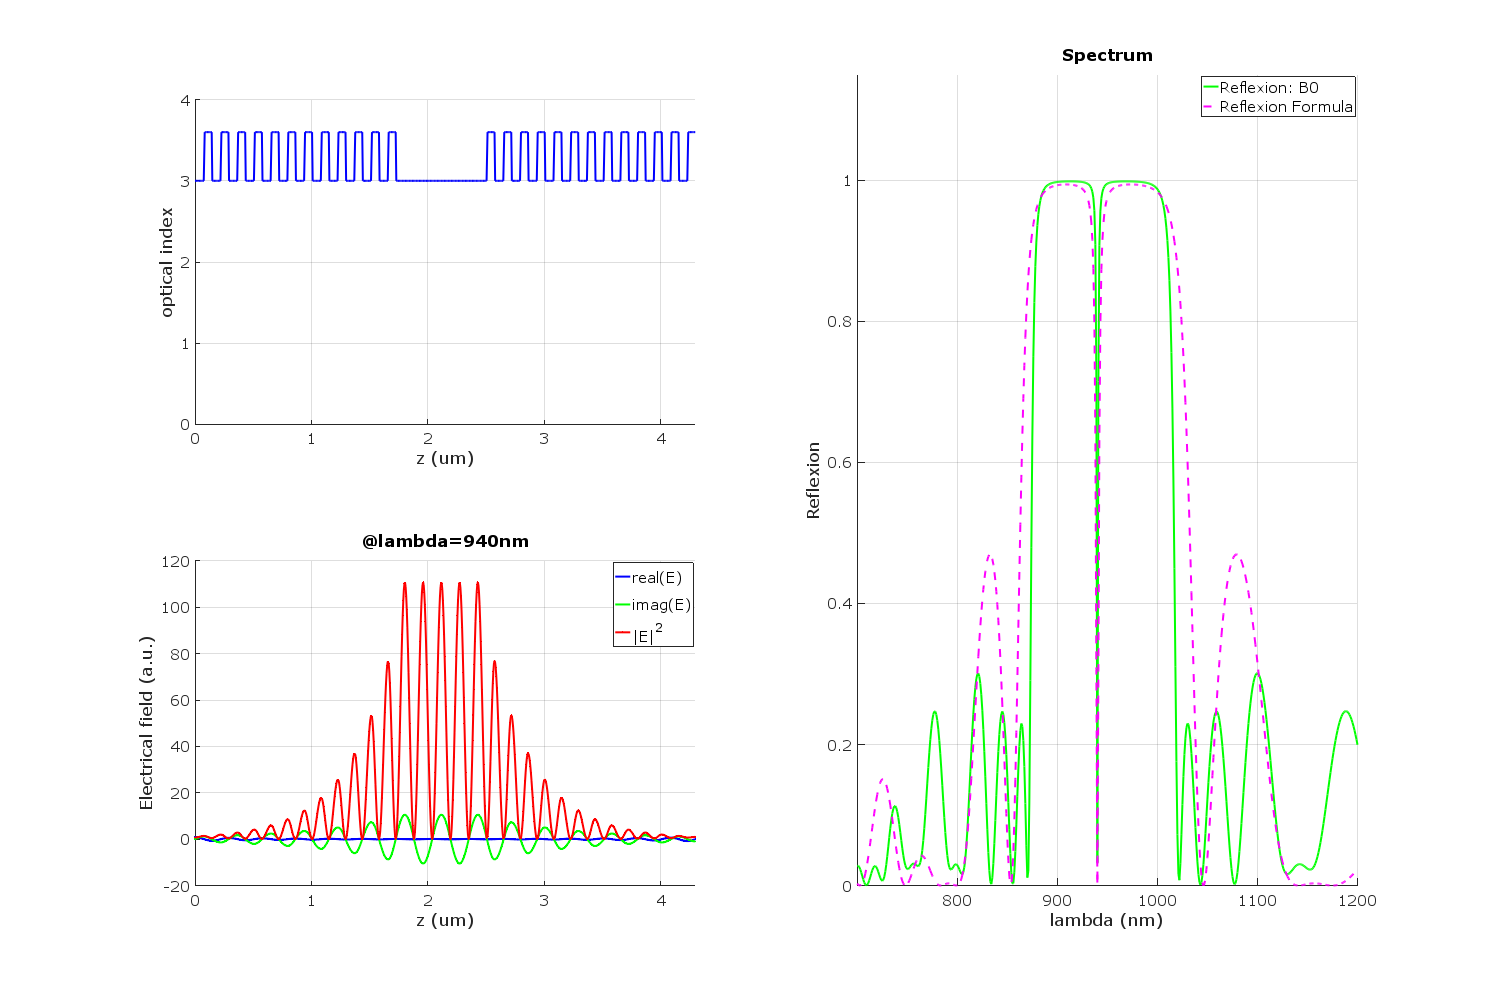 4
3
2
1
0
optical index
0 1 2 3 4
z (um)
@lambda=940nm
120
100
80
60
40
20
0
-20
Electrical field (a.u.)
real(E)
imag(E)
|E|²
0 1 2 3 4
z (um)
Spectrum
Reflexion: B0
Reflexion Formula
1
0.8
0.6
0.4
0.2
0
Reflexion
800 900 1000 1100 1200
lambda (nm)